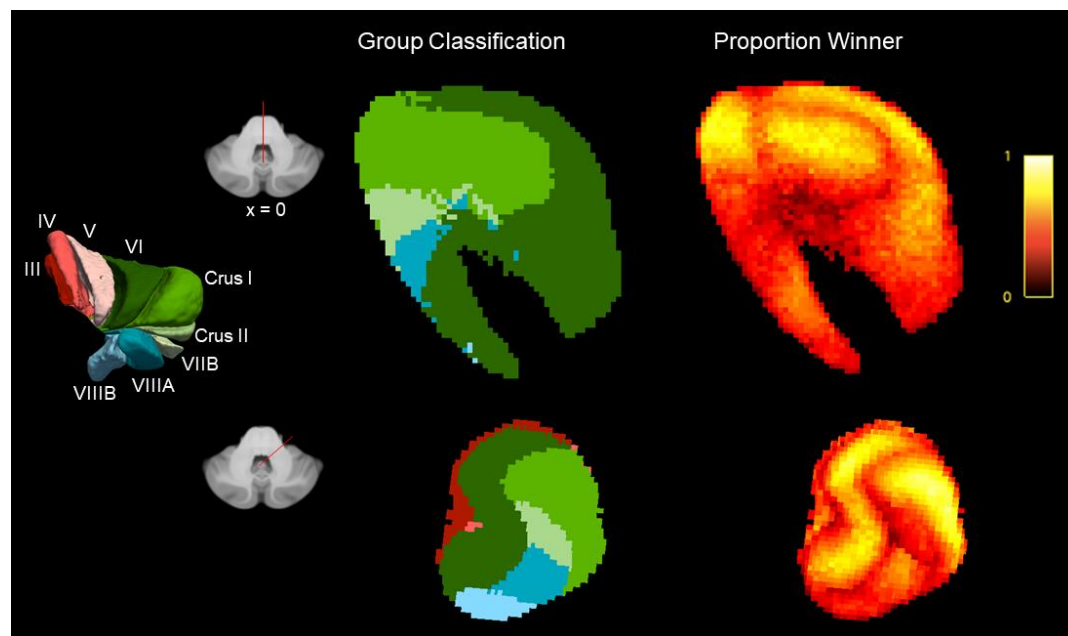 Group Classification
Proportion Winner
1
0
x = 0
IV
V
VI
III
Crus I
Crus II
VIIB
VIIIA
VIIIB